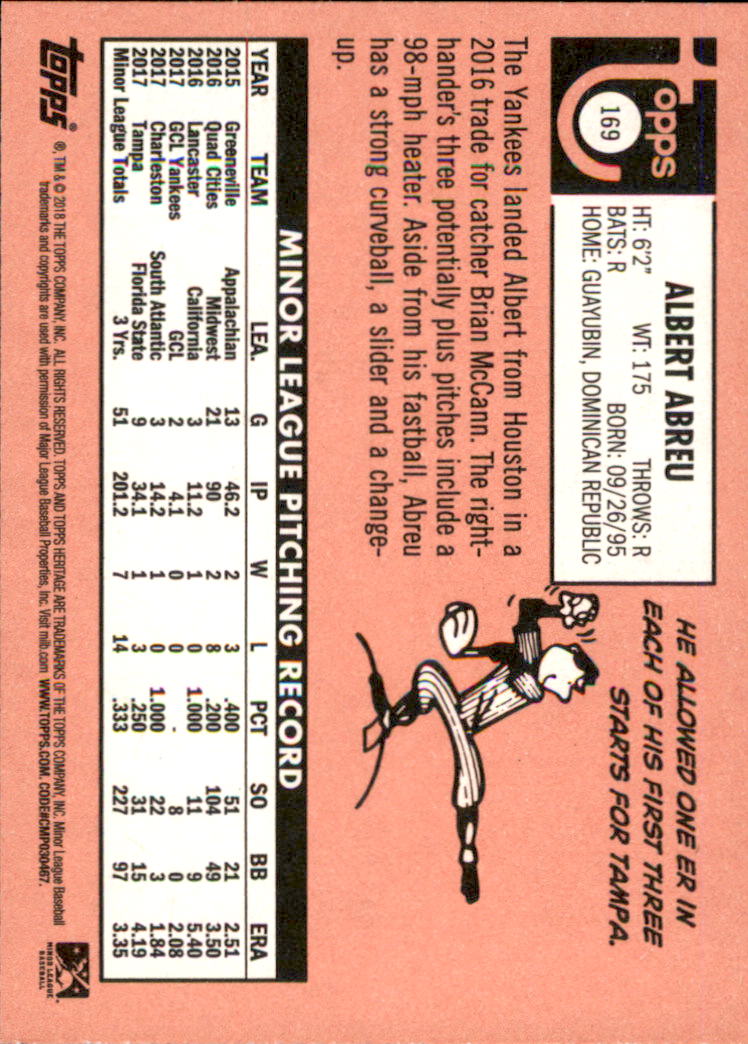 Topps
169
ALBERT ABREU
HT: 6'2" WT: 175 THROWS: R
BATS: R BORN: 09/26/95
HOME: GUAYUBIN, DOMINICAN REPUBLIC
HE ALLOWED ONE ER IN
EACH OF HIS FIRST THREE
STARTS FOR TAMPA.
The Yankees landed Albert from Houston in a
2016 trade for catcher Brian McCann. The right-
hander's three potentially plus pitches include a
98-mph heater. Aside from his fastball, Abreu
has a strong curveball, a slider and a change-
up.
MINOR LEAGUE PITCHING RECORD
YEAR TEAM LEA. G IP W L PCT SO BB ERA
2015 Greeneville Appalachian 13 46.2 2 3 .400 51 21 2.51
2016 Quad Cities Midwest 21 90 2 8 .200 104 49 3.50
2016 Lancaster California 3 11.2 1 0 1.000 11 9 5.40
2017 GCL Yankees GCL 2 4.1 0 0 - 8 0 2.08
2017 Charleston South Atlantic 3 14.2 1 0 1.000 22 3 1.84
2017 Tampa Florida State 9 34.1 1 3 .250 31 15 4.19
Minor League Totals 3 Yrs. 51 201.2 7 14 .333 227 97 3.35
topps® ®, TM & © 2018 THE TOPPS COMPANY, INC. ALL RIGHTS RESERVED. TOPPS AND TOPPS HERITAGE ARE TRADEMARKS OF THE TOPPS COMPANY, INC. Minor League Baseball
trademarks and copyrights are used with permission of Major League Baseball Properties, Inc. Visit milb.com WWW.TOPPS.COM. CODE#CMP030467.
MINOR LEAGUE
BASEBALL